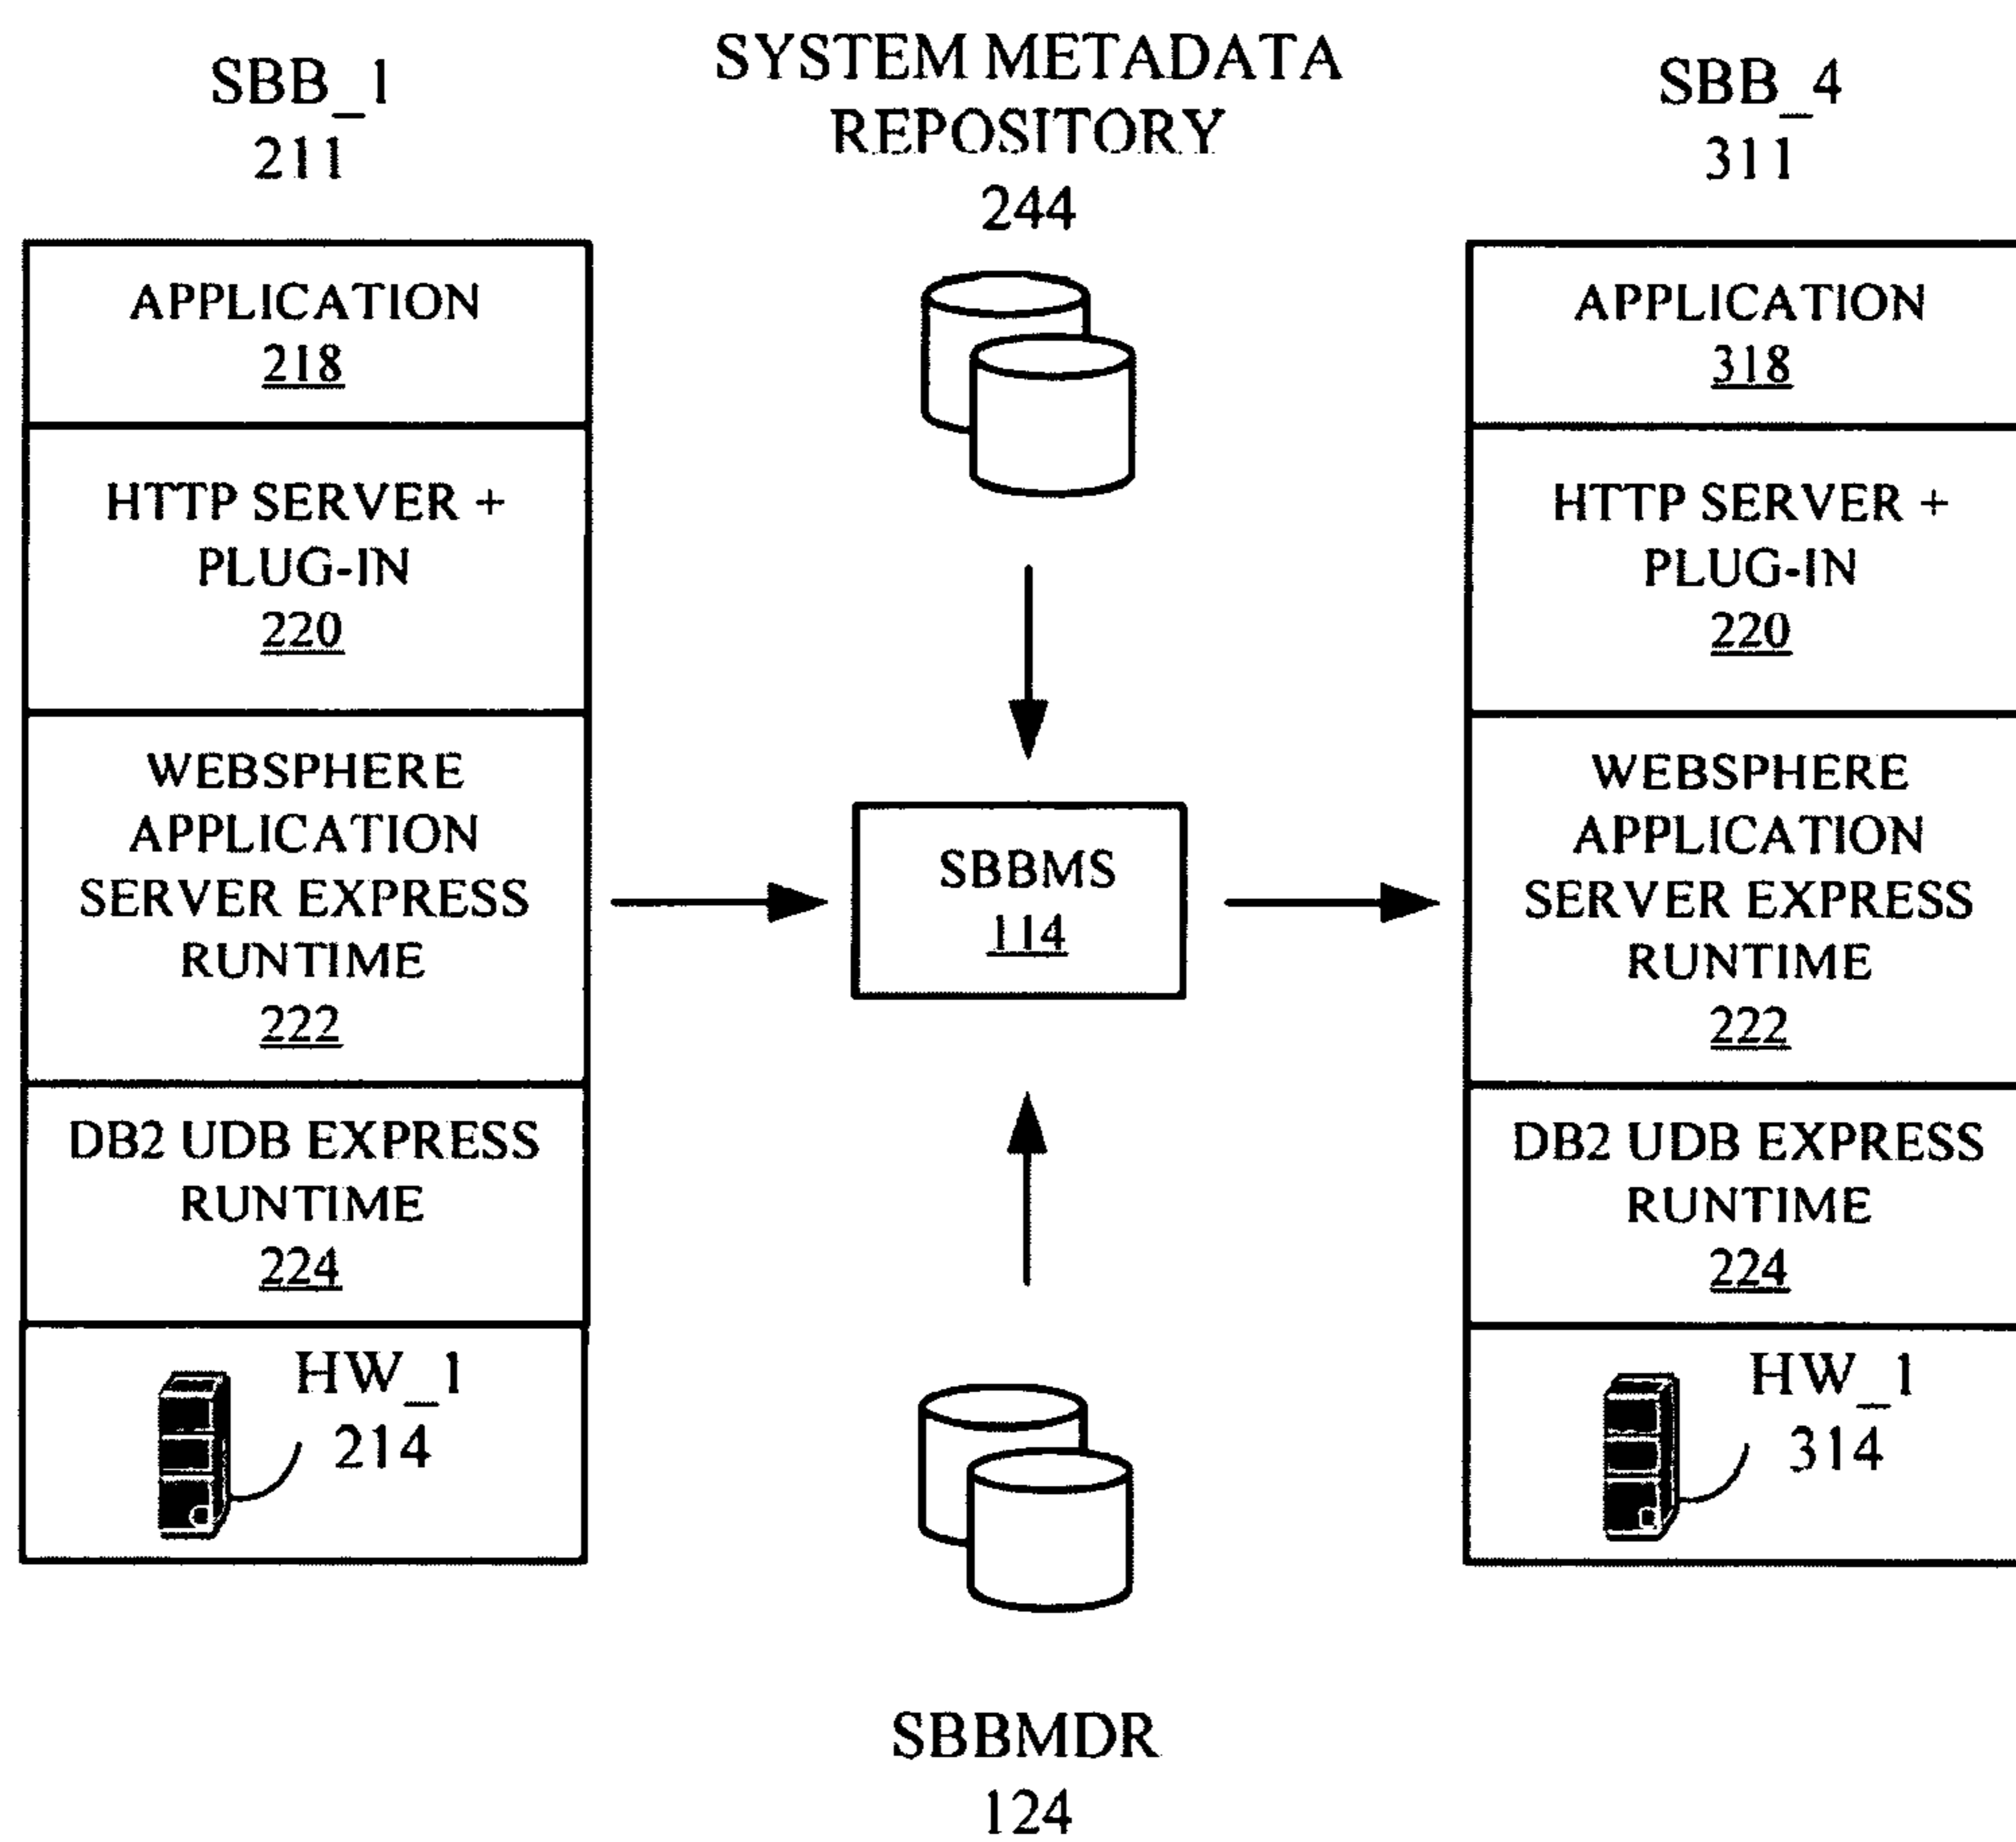 SBB_1
211
APPLICATION
218
HTTP SERVER +
PLUG-IN
220
WEBSPHERE
APPLICATION
SERVER EXPRESS
RUNTIME
222
DB2 UDB EXPRESS
RUNTIME
224
HW_1
214
SYSTEM METADATA
REPOSITORY
244
SBBMS
114
SBBMDR
124
SBB_4
311
APPLICATION
318
HTTP SERVER +
PLUG-IN
220
WEBSPHERE
APPLICATION
SERVER EXPRESS
RUNTIME
222
DB2 UDB EXPRESS
RUNTIME
224
HW_1
314